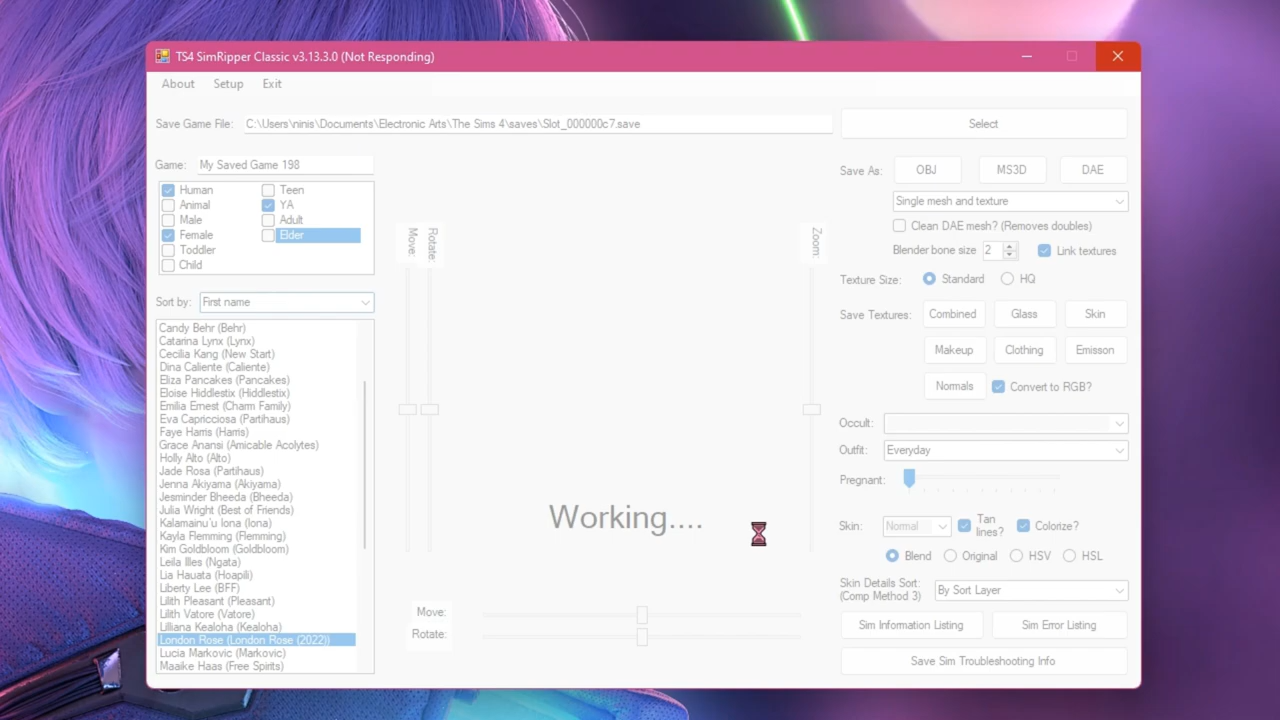 TS4 SimRipper Classic v3.13.3.0 (Not Responding)
About Setup Exit
Save Game File: C:\Users\ninis\Documents\Electronic Arts\The Sims 4\saves\Slot_000000c7.save Select
Game: My Saved Game 198
Human Teen
Animal YA
Male Adult
Female Elder
Toddler
Child
Sort by: First name
Candy Behr (Behr)
Catarina Lynx (Lynx)
Cecilia Kang (New Start)
Dina Caliente (Caliente)
Eliza Pancakes (Pancakes)
Eloise Hiddlestix (Hiddlestix)
Emilia Ernest (Charm Family)
Eva Capricciosa (Partihaus)
Faye Harris (Harris)
Grace Anansi (Amicable Acolytes)
Holly Alto (Alto)
Jade Rosa (Partihaus)
Jenna Akiyama (Akiyama)
Jesminder Bheeda (Bheeda)
Julia Wright (Best of Friends)
Kalamainu'u Iona (Iona)
Kayla Flemming (Flemming)
Kim Goldbloom (Goldbloom)
Leila Illes (Ngata)
Lia Hauata (Hoapili)
Liberty Lee (BFF)
Lilith Pleasant (Pleasant)
Lilith Vatore (Vatore)
Lilliana Kealoha (Kealoha)
London Rose (London Rose (2022))
Lucia Markovic (Markovic)
Maaike Haas (Free Spirits)
Move:
Rotate:
Zoom:
Working....
Move:
Rotate:
Save As: OBJ MS3D DAE
Single mesh and texture
Clean DAE mesh? (Removes doubles)
Blender bone size 2 Link textures
Texture Size: Standard HQ
Save Textures: Combined Glass Skin
Makeup Clothing Emisson
Normals Convert to RGB?
Occult:
Outfit: Everyday
Pregnant:
Skin: Normal Tan lines? Colorize?
Blend Original HSV HSL
Skin Details Sort: (Comp Method 3) By Sort Layer
Sim Information Listing Sim Error Listing
Save Sim Troubleshooting Info